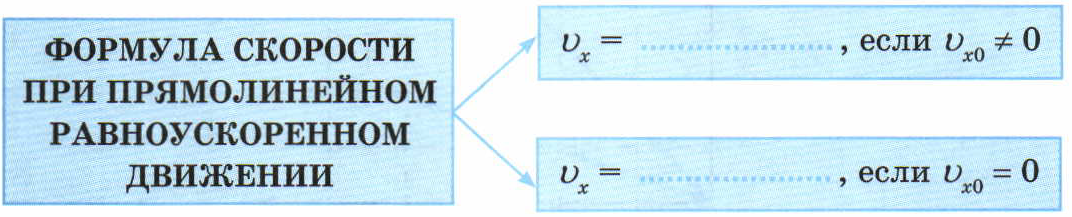 ФОРМУЛА СКОРОСТИ
ПРИ ПРЯМОЛИНЕЙНОМ
РАВНОУСКОРЕННОМ
ДВИЖЕНИИ
υₓ = ........................ , если υₓ₀ ≠ 0
υₓ = ........................ , если υₓ₀ = 0